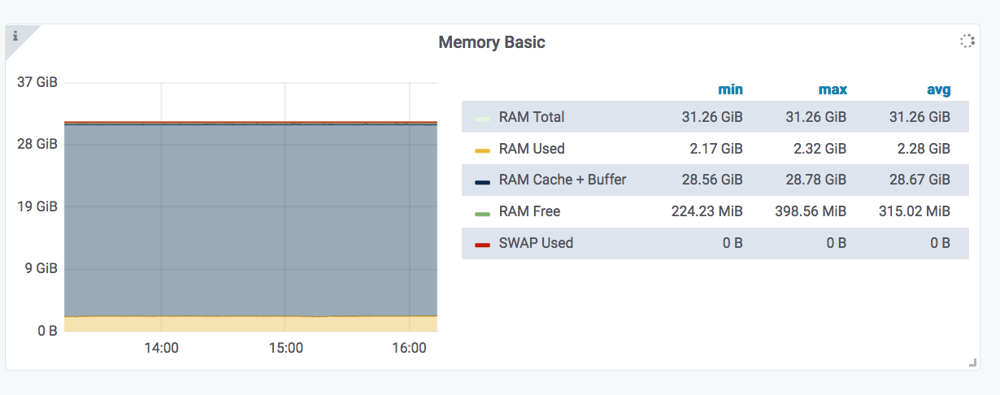 i
Memory Basic
37 GiB
28 GiB
19 GiB
9 GiB
0 B
14:00 15:00 16:00
min max avg
RAM Total 31.26 GiB 31.26 GiB 31.26 GiB
RAM Used 2.17 GiB 2.32 GiB 2.28 GiB
RAM Cache + Buffer 28.56 GiB 28.78 GiB 28.67 GiB
RAM Free 224.23 MiB 398.56 MiB 315.02 MiB
SWAP Used 0 B 0 B 0 B